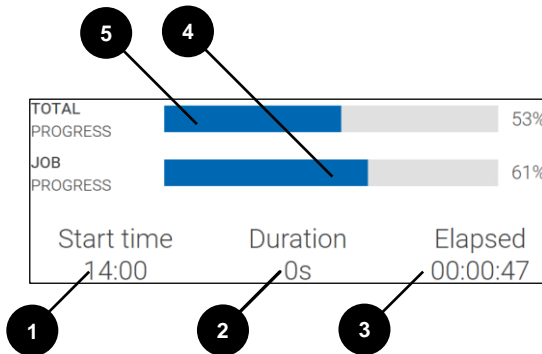 5 4
TOTAL
PROGRESS 53%
JOB
PROGRESS 61%
Start time Duration Elapsed
14:00 0s 00:00:47
1 2 3